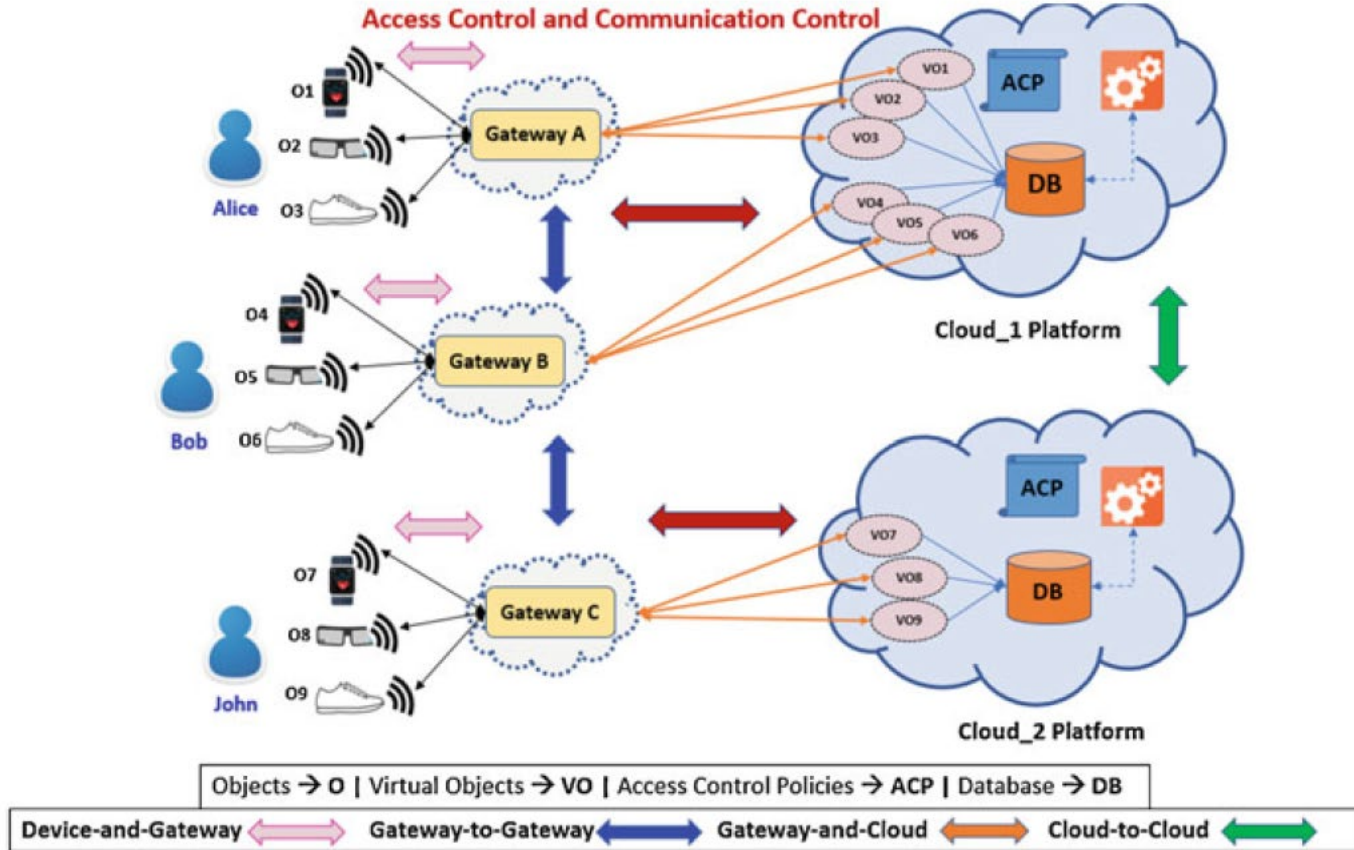 Access Control and Communication Control
O1
O2
O3
Alice
Gateway A
VO1
VO2
VO3
VO4
VO5
VO6
ACP
DB
Cloud_1 Platform
O4
O5
O6
Bob
Gateway B
O7
O8
O9
John
Gateway C
VO7
VO8
VO9
ACP
DB
Cloud_2 Platform
Objects → O | Virtual Objects → VO | Access Control Policies → ACP | Database → DB
Device-and-Gateway Gateway-to-Gateway Gateway-and-Cloud Cloud-to-Cloud